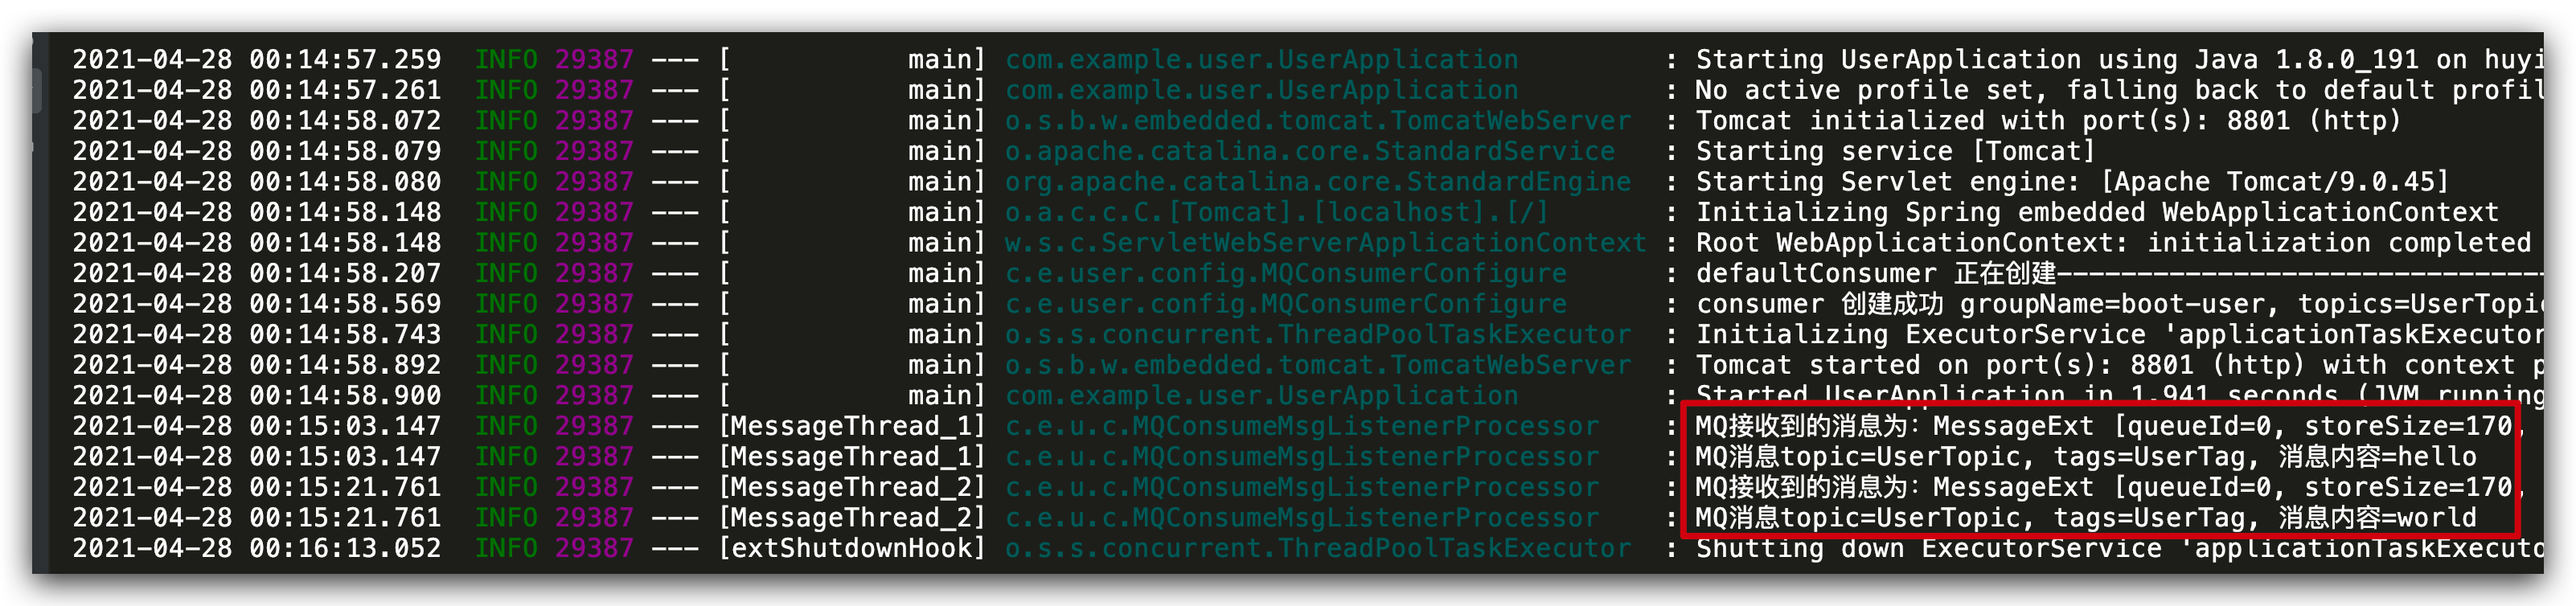 2021-04-28 00:14:57.259  INFO 29387 --- [           main] com.example.user.UserApplication         : Starting UserApplication using Java 1.8.0_191 on huyi
2021-04-28 00:14:57.261  INFO 29387 --- [           main] com.example.user.UserApplication         : No active profile set, falling back to default profil
2021-04-28 00:14:58.072  INFO 29387 --- [           main] o.s.b.w.embedded.tomcat.TomcatWebServer  : Tomcat initialized with port(s): 8801 (http)
2021-04-28 00:14:58.079  INFO 29387 --- [           main] o.apache.catalina.core.StandardService   : Starting service [Tomcat]
2021-04-28 00:14:58.080  INFO 29387 --- [           main] org.apache.catalina.core.StandardEngine  : Starting Servlet engine: [Apache Tomcat/9.0.45]
2021-04-28 00:14:58.148  INFO 29387 --- [           main] o.a.c.c.C.[Tomcat].[localhost].[/]       : Initializing Spring embedded WebApplicationContext
2021-04-28 00:14:58.148  INFO 29387 --- [           main] w.s.c.ServletWebServerApplicationContext : Root WebApplicationContext: initialization completed
2021-04-28 00:14:58.207  INFO 29387 --- [           main] c.e.user.config.MQConsumerConfigure      : defaultConsumer 正在创建-------------------------------
2021-04-28 00:14:58.569  INFO 29387 --- [           main] c.e.user.config.MQConsumerConfigure      : consumer 创建成功 groupName=boot-user, topics=UserTopic
2021-04-28 00:14:58.743  INFO 29387 --- [           main] o.s.s.concurrent.ThreadPoolTaskExecutor  : Initializing ExecutorService 'applicationTaskExecutor
2021-04-28 00:14:58.892  INFO 29387 --- [           main] o.s.b.w.embedded.tomcat.TomcatWebServer  : Tomcat started on port(s): 8801 (http) with context p
2021-04-28 00:14:58.900  INFO 29387 --- [           main] com.example.user.UserApplication         : Started UserApplication in 1.941 seconds (JVM running
2021-04-28 00:15:03.147  INFO 29387 --- [MessageThread_1] c.e.u.c.MQConsumeMsgListenerProcessor    : MQ接收到的消息为：MessageExt [queueId=0, storeSize=170,
2021-04-28 00:15:03.147  INFO 29387 --- [MessageThread_1] c.e.u.c.MQConsumeMsgListenerProcessor    : MQ消息topic=UserTopic, tags=UserTag, 消息内容=hello
2021-04-28 00:15:21.761  INFO 29387 --- [MessageThread_2] c.e.u.c.MQConsumeMsgListenerProcessor    : MQ接收到的消息为：MessageExt [queueId=0, storeSize=170,
2021-04-28 00:15:21.761  INFO 29387 --- [MessageThread_2] c.e.u.c.MQConsumeMsgListenerProcessor    : MQ消息topic=UserTopic, tags=UserTag, 消息内容=world
2021-04-28 00:16:13.052  INFO 29387 --- [extShutdownHook] o.s.s.concurrent.ThreadPoolTaskExecutor  : Shutting down ExecutorService 'applicationTaskExecuto